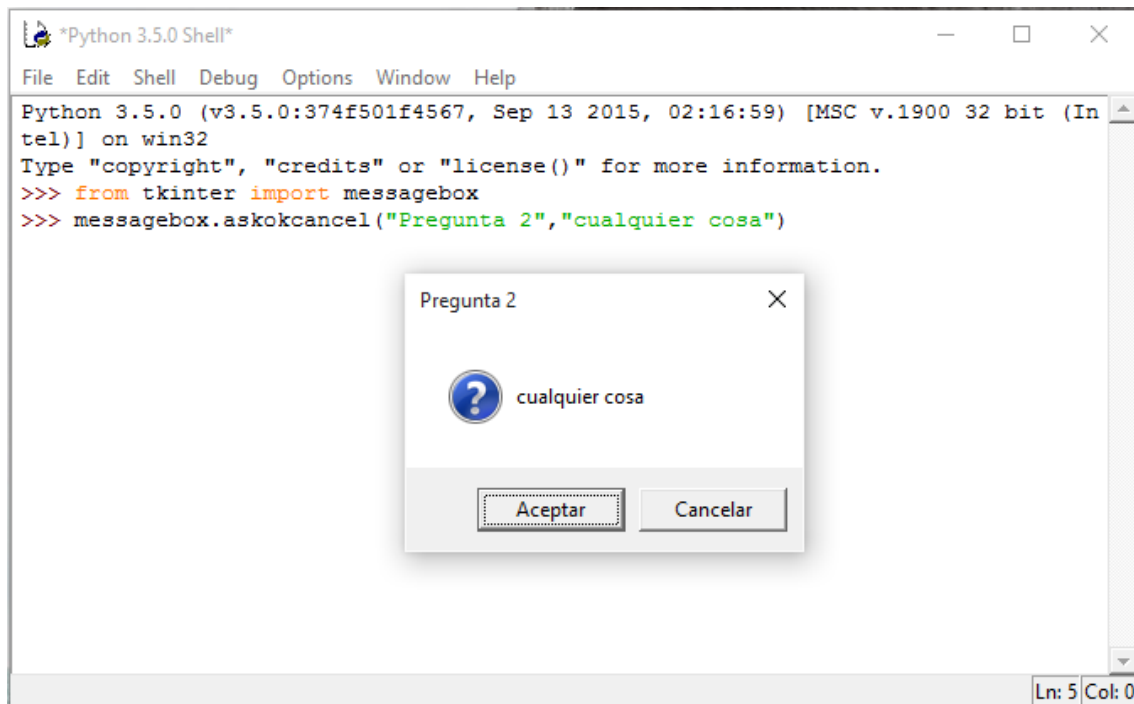 *Python 3.5.0 Shell*
File Edit Shell Debug Options Window Help
Python 3.5.0 (v3.5.0:374f501f4567, Sep 13 2015, 02:16:59) [MSC v.1900 32 bit (In
tel)] on win32
Type "copyright", "credits" or "license()" for more information.
>>> from tkinter import messagebox
>>> messagebox.askokcancel("Pregunta 2","cualquier cosa")
Pregunta 2
cualquier cosa
Aceptar Cancelar
Ln: 5 Col: 0